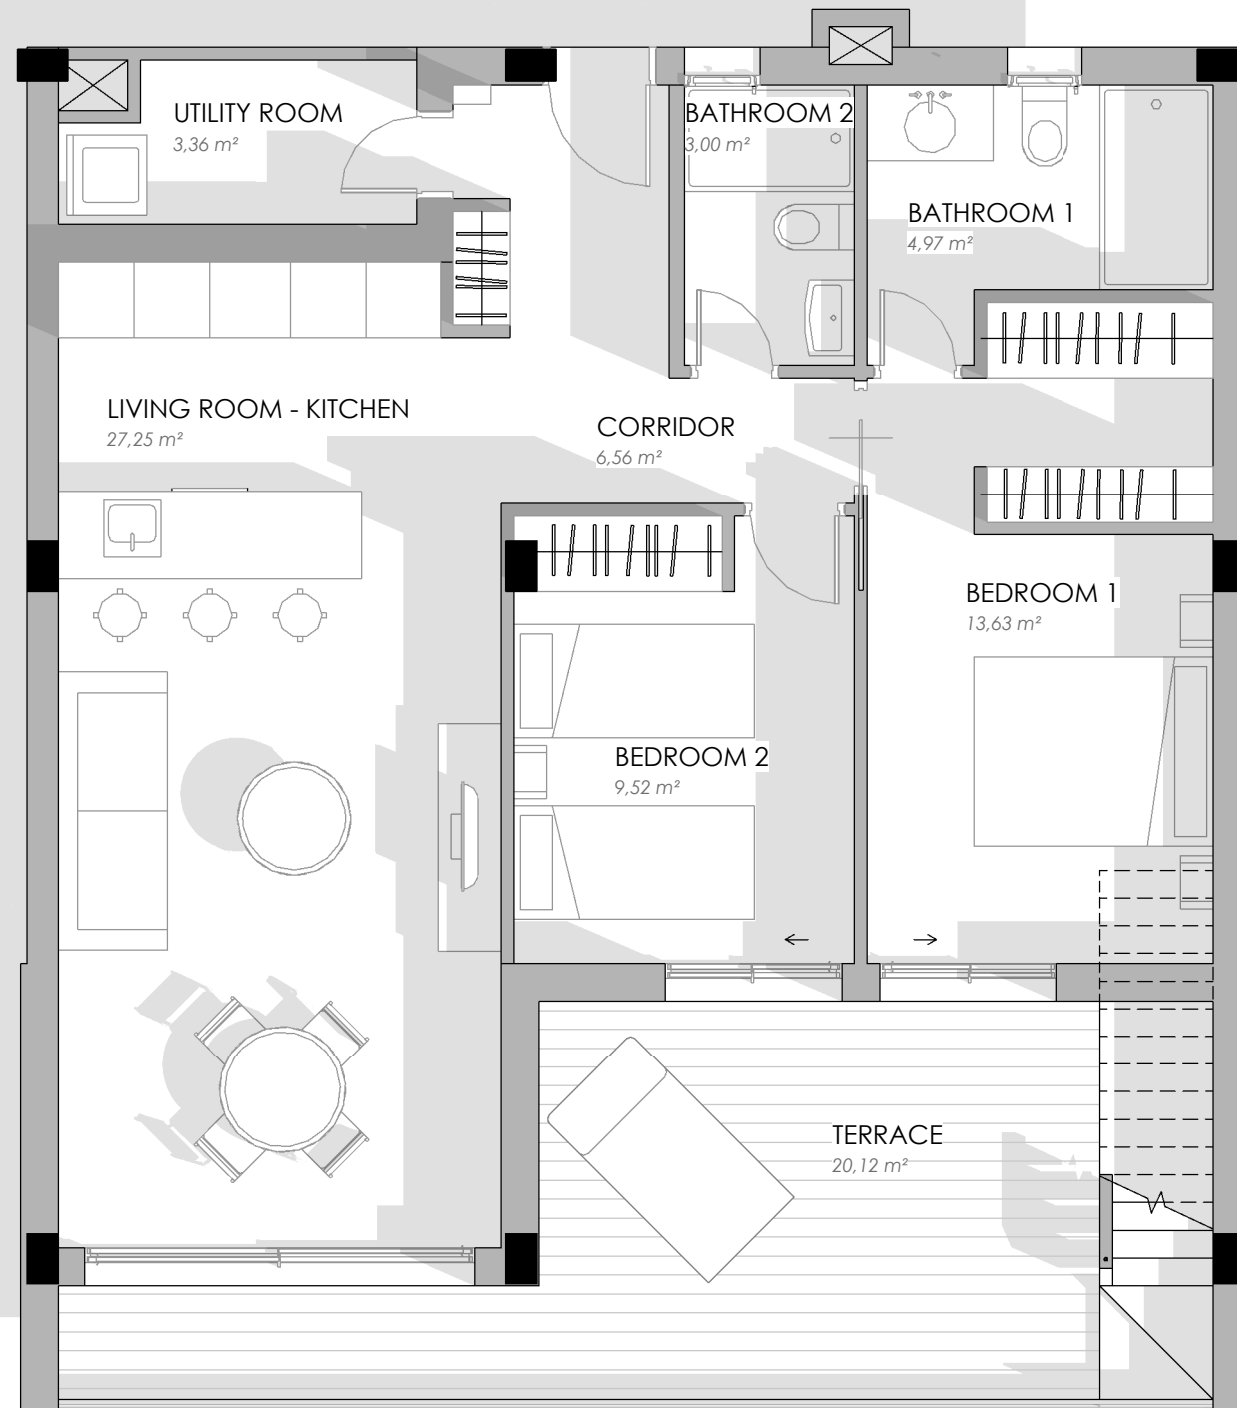 UTILITY ROOM
3,36 m²
BATHROOM 2
3,00 m²
BATHROOM 1
4,97 m²
LIVING ROOM - KITCHEN
27,25 m²
CORRIDOR
6,56 m²
BEDROOM 1
13,63 m²
BEDROOM 2
9,52 m²
TERRACE
20,12 m²